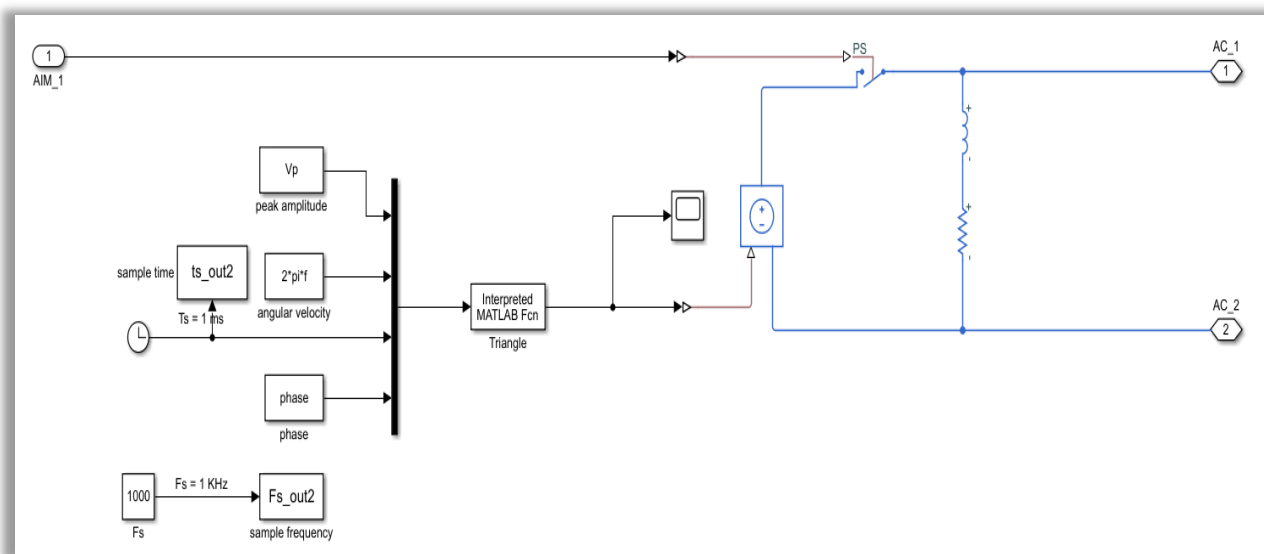 1
AIM_1
PS
AC_1
1
Vp
peak amplitude
sample time
ts_out2
Ts = 1 ms
2*pi*f
angular velocity
Interpreted
MATLAB Fcn
Triangle
+
-
+
-
+
-
AC_2
2
phase
phase
1000
Fs
Fs = 1 KHz
Fs_out2
sample frequency